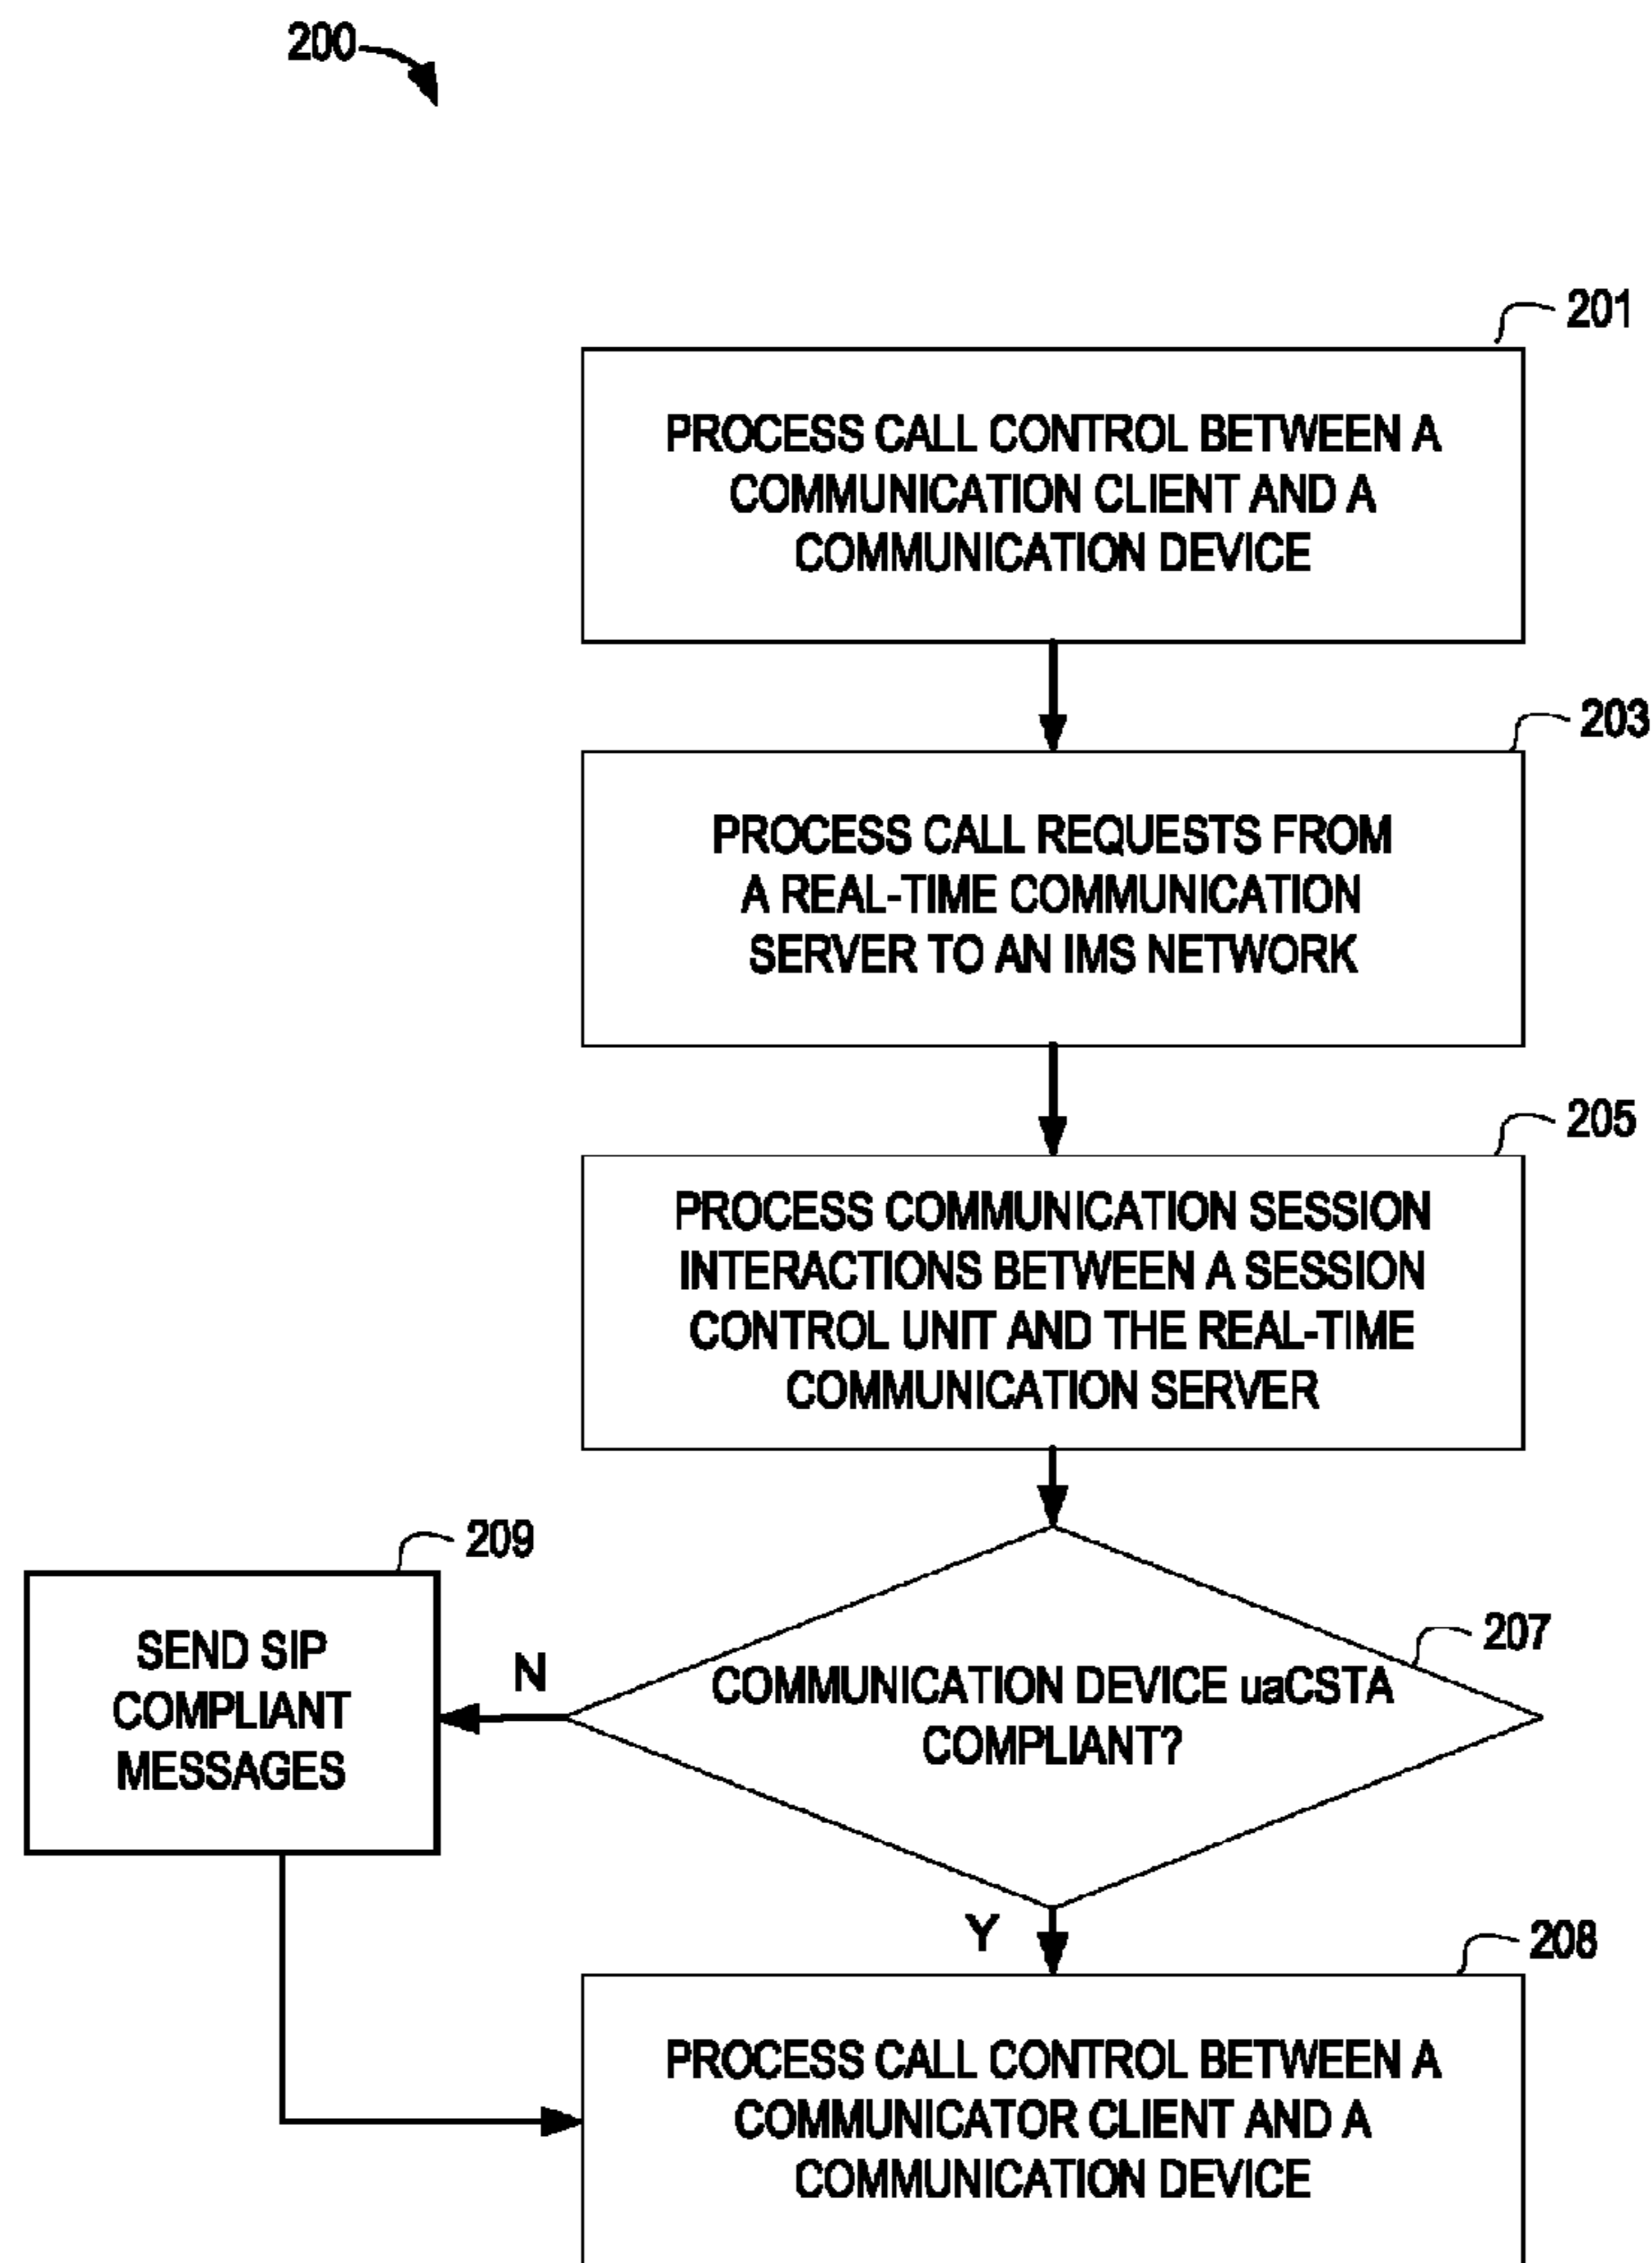 200
201
PROCESS CALL CONTROL BETWEEN A
COMMUNICATION CLIENT AND A
COMMUNICATION DEVICE
203
PROCESS CALL REQUESTS FROM
A REAL-TIME COMMUNICATION
SERVER TO AN IMS NETWORK
205
PROCESS COMMUNICATION SESSION
INTERACTIONS BETWEEN A SESSION
CONTROL UNIT AND THE REAL-TIME
COMMUNICATION SERVER
207
COMMUNICATION DEVICE uaCSTA
COMPLIANT?
N
209
SEND SIP
COMPLIANT
MESSAGES
Y
208
PROCESS CALL CONTROL BETWEEN A
COMMUNICATOR CLIENT AND A
COMMUNICATION DEVICE